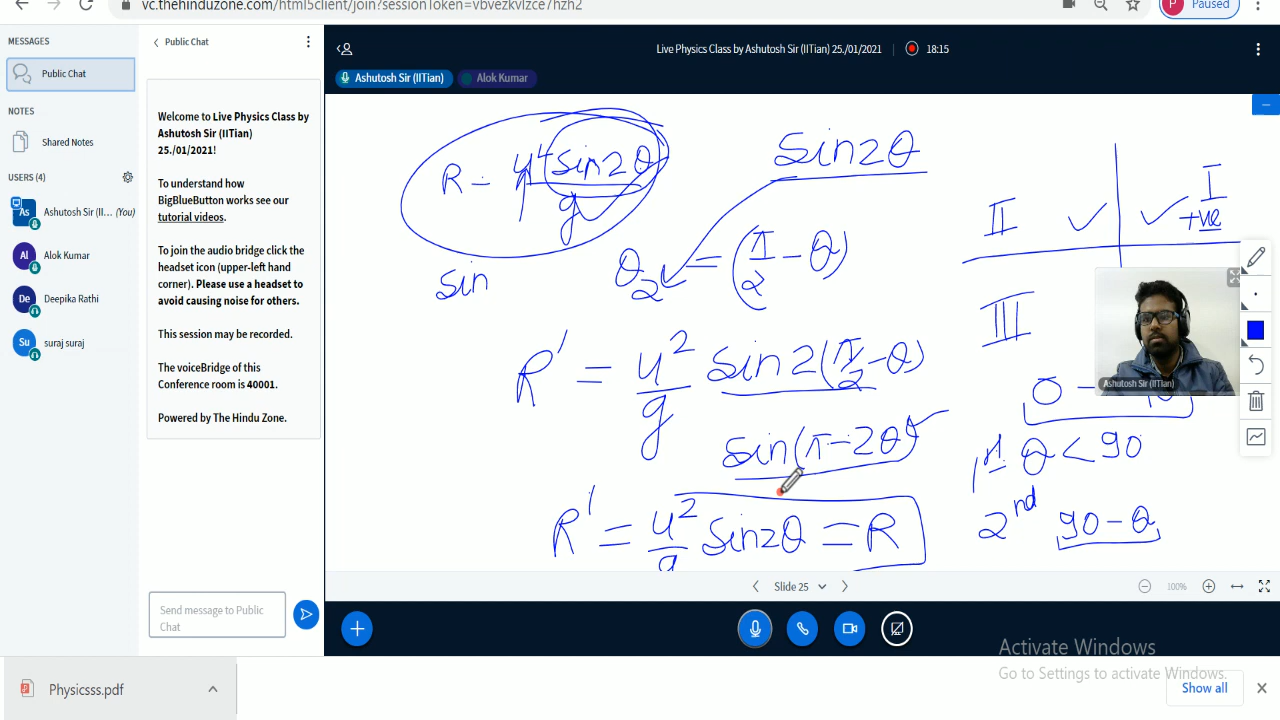 vc.thehinduzone.com/html5client/join?sessionToken=vbvezkvlzce7hzh2
P Paused
MESSAGES
Public Chat
NOTES
Shared Notes
USERS (4)
As Ashutosh Sir (II... (You)
Al Alok Kumar
De Deepika Rathi
Su suraj suraj
Public Chat
Welcome to Live Physics Class by
Ashutosh Sir (IITian)
25./01/2021!
To understand how
BigBlueButton works see our
tutorial videos.
To join the audio bridge click the
headset icon (upper-left hand
corner). Please use a headset to
avoid causing noise for others.
This session may be recorded.
The voiceBridge of this
Conference room is 40001.
Powered by The Hindu Zone.
Send message to Public
Chat
Live Physics Class by Ashutosh Sir (IITian) 25./01/2021
18:15
Ashutosh Sir (IITian) Alok Kumar
R = u² sin2θ / g
sin
sin2θ
θ₂ = (π/2 - θ)
R' = u²/g sin2(π/2 - θ)
sin(π - 2θ)
R' = u²/g sin2θ = R
II I
+ve
III
Ashutosh Sir (IITian)
1st θ < 90
2nd 90 - θ
Slide 25
100%
Activate Windows
Go to Settings to activate Windows.
Physicsss.pdf
Show all